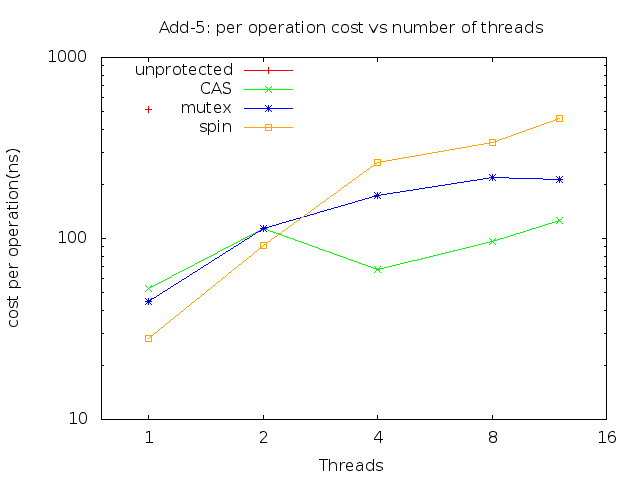 Add-5: per operation cost vs number of threads
1000
unprotected
CAS
mutex
spin
100
cost per operation(ns)
10
1 2 4 8 16
Threads